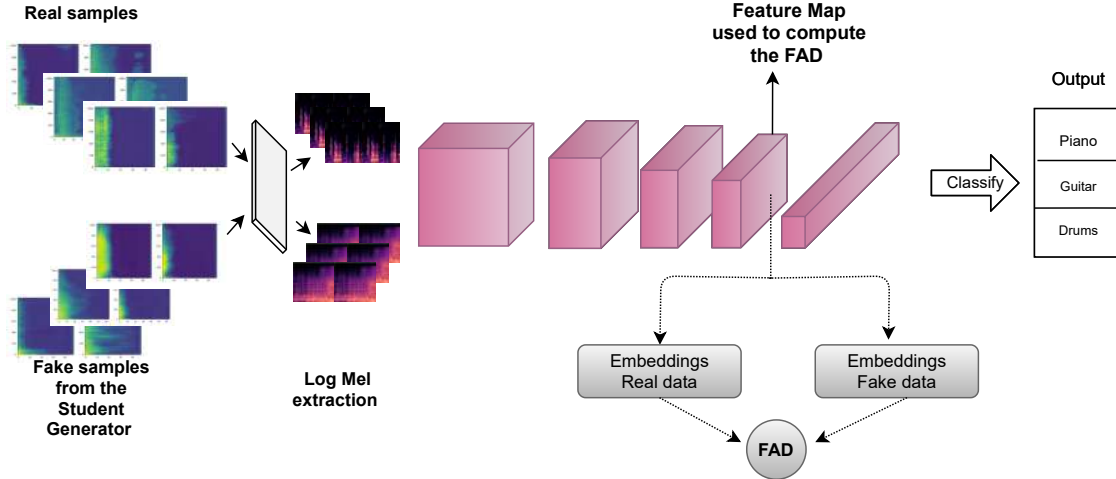 Real samples
Feature Map
used to compute
the FAD
Output
Piano
Guitar
Drums
Classify
Fake samples
from the
Student
Generator
Log Mel
extraction
Embeddings
Real data
Embeddings
Fake data
FAD